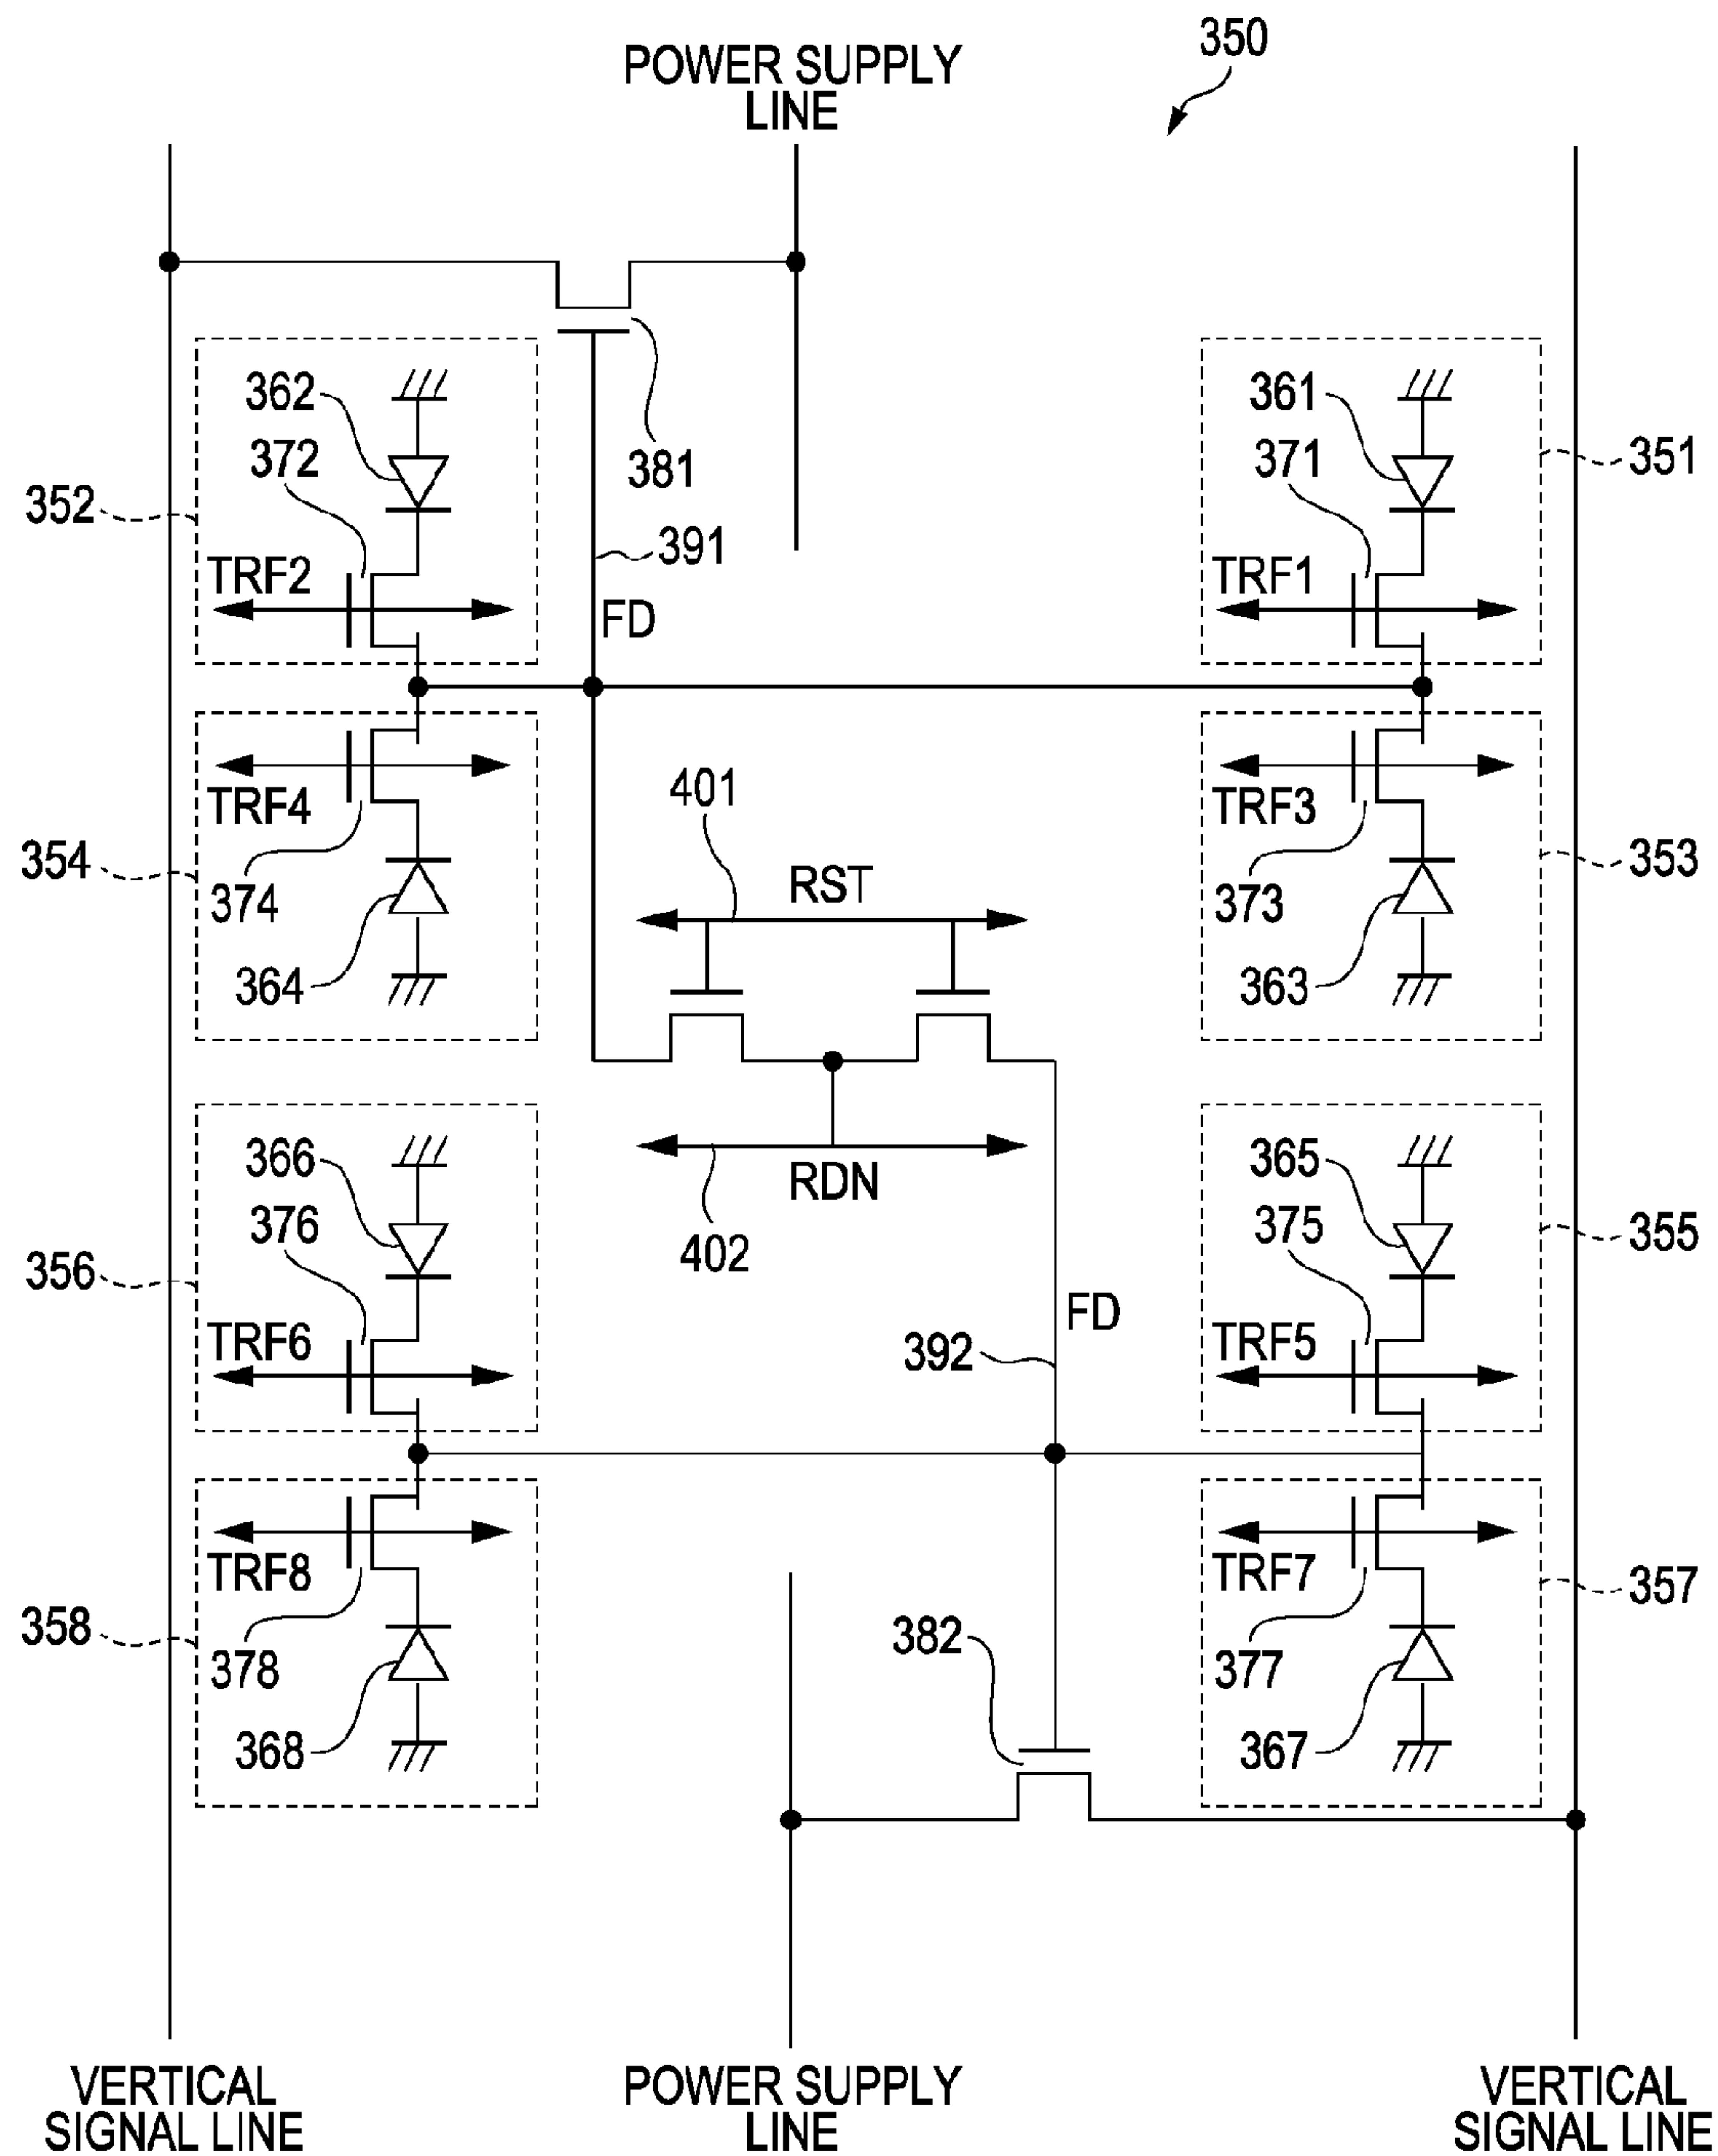 350
POWER SUPPLY
LINE
362
372
352
TRF2
381
391
FD
361
371
351
TRF1
TRF4
354
374
364
401
RST
TRF3
353
373
363
366
376
356
TRF6
RDN
402
365
375
355
TRF5
FD
392
TRF8
358
378
368
382
TRF7
357
377
367
VERTICAL
SIGNAL LINE
POWER SUPPLY
LINE
VERTICAL
SIGNAL LINE